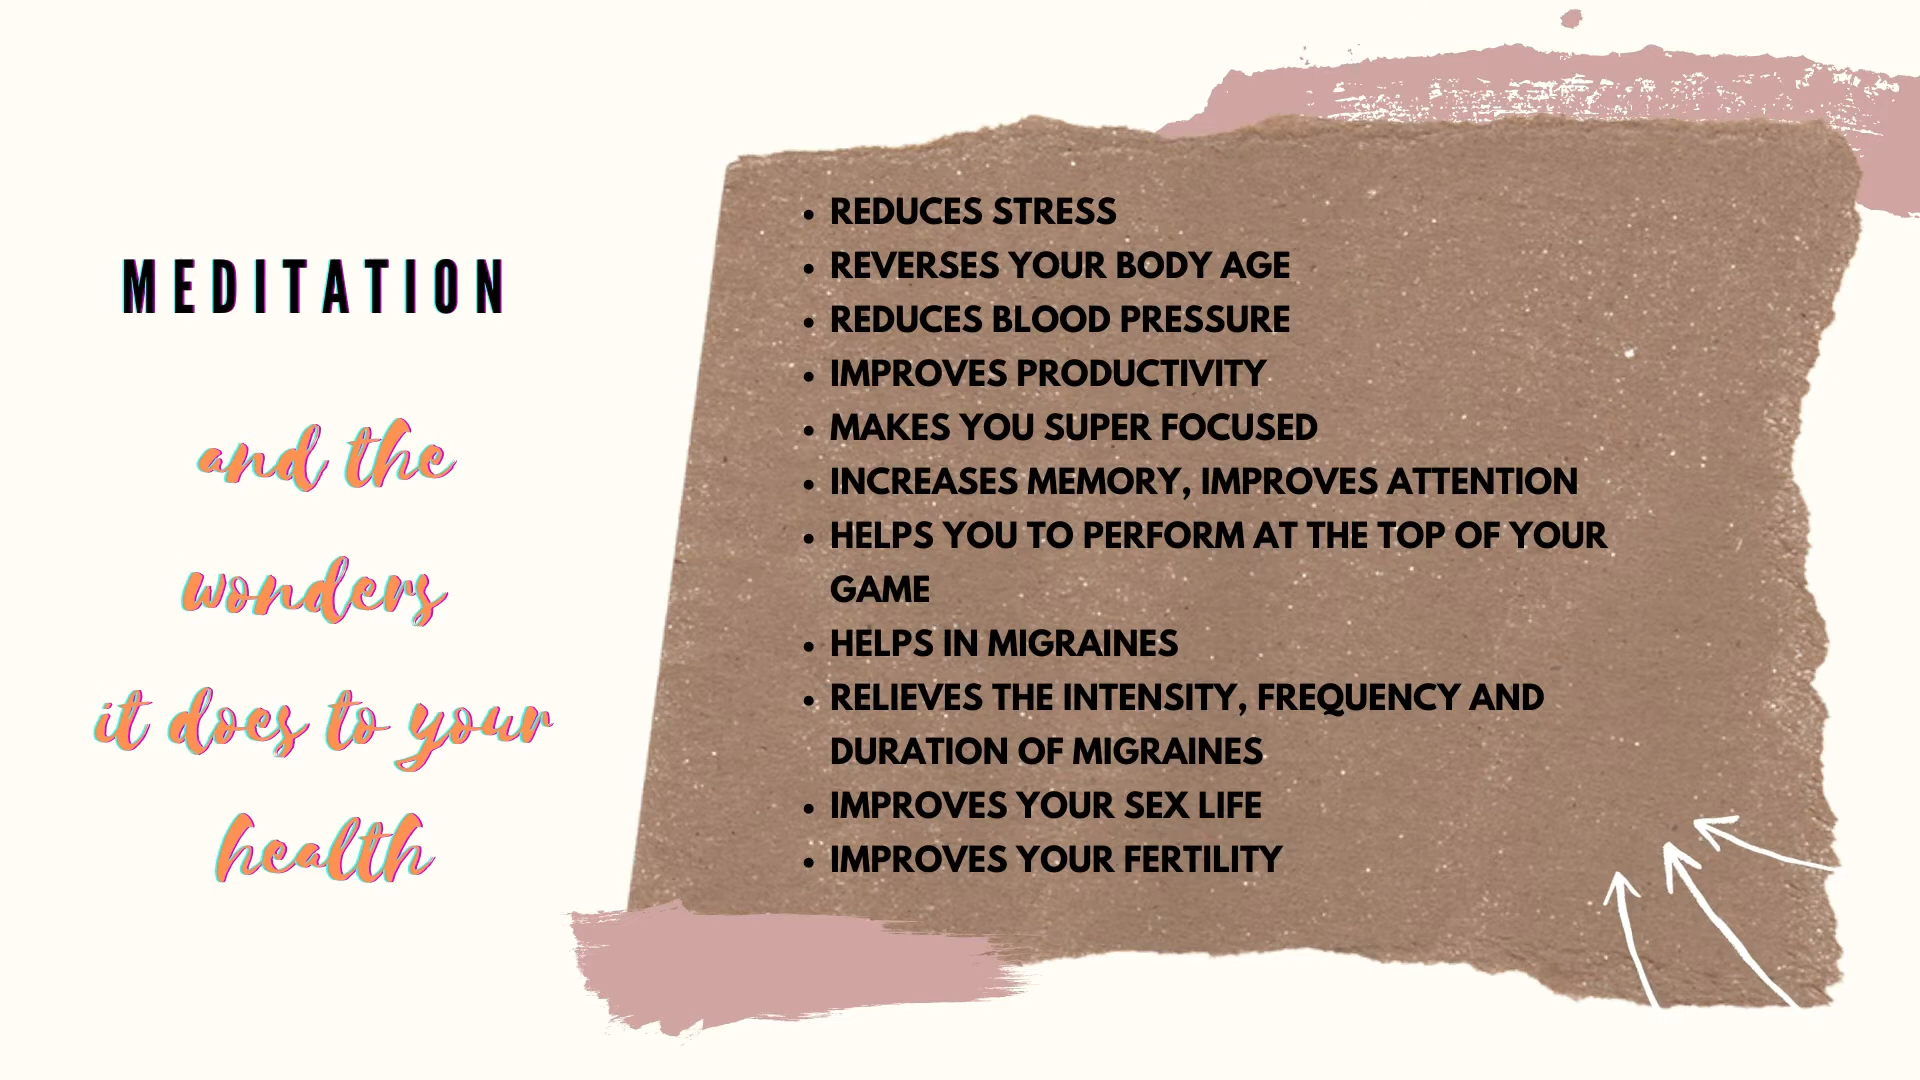 MEDITATION
and the
wonders
it does to your
health
• REDUCES STRESS
• REVERSES YOUR BODY AGE
• REDUCES BLOOD PRESSURE
• IMPROVES PRODUCTIVITY
• MAKES YOU SUPER FOCUSED
• INCREASES MEMORY, IMPROVES ATTENTION
• HELPS YOU TO PERFORM AT THE TOP OF YOUR
GAME
• HELPS IN MIGRAINES
• RELIEVES THE INTENSITY, FREQUENCY AND
DURATION OF MIGRAINES
• IMPROVES YOUR SEX LIFE
• IMPROVES YOUR FERTILITY